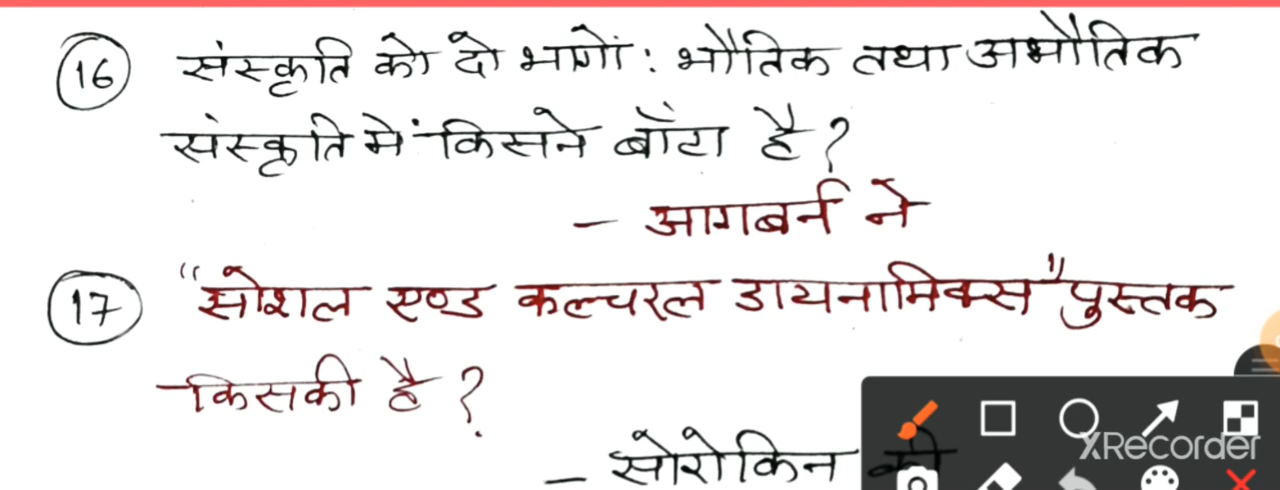 16 संस्कृति को दो भागों : भौतिक तथा अभौतिक
संस्कृति में किसने बाँटा है ?
– आगबर्न ने
17 "सोशल एण्ड कल्चरल डायनामिक्स" पुस्तक
किसकी है ?
– सोरोकिन की
XRecorder